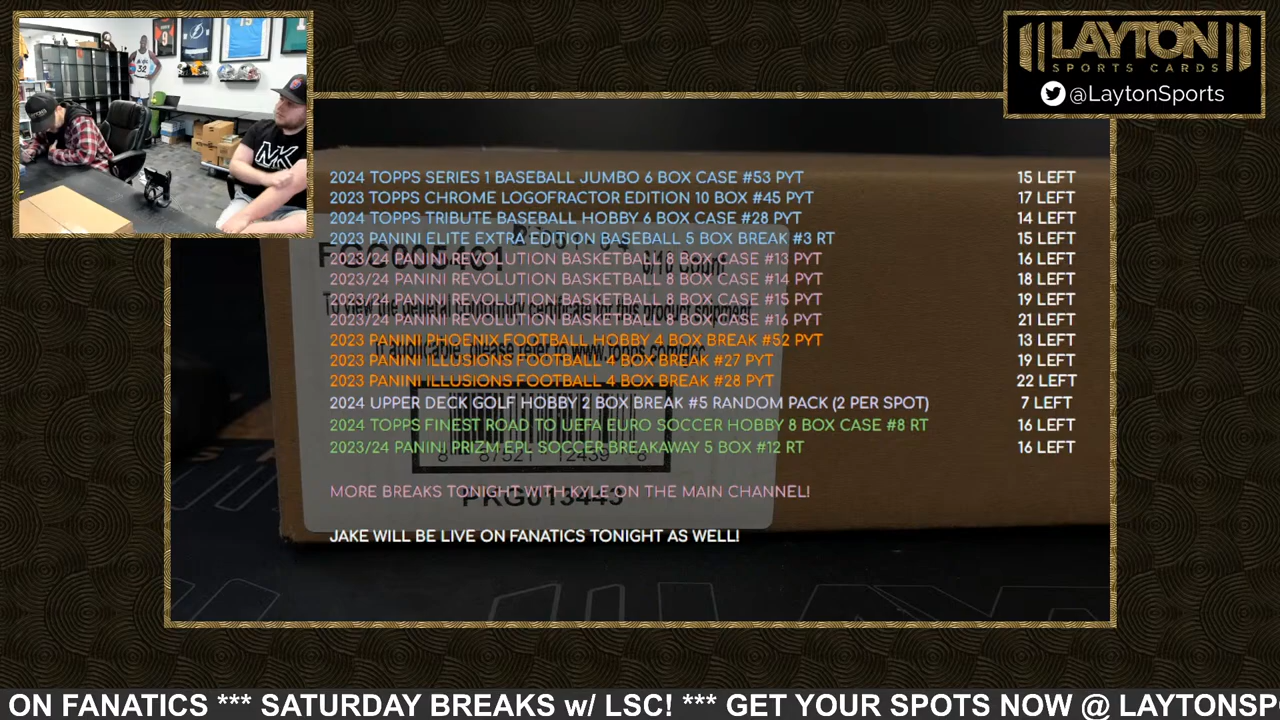 LAYTON
SPORTS CARDS
@LaytonSports
9
15
32
NK
2024 TOPPS SERIES 1 BASEBALL JUMBO 6 BOX CASE #53 PYT 15 LEFT
2023 TOPPS CHROME LOGOFRACTOR EDITION 10 BOX #45 PYT 17 LEFT
2024 TOPPS TRIBUTE BASEBALL HOBBY 6 BOX CASE #28 PYT 14 LEFT
2023 PANINI ELITE EXTRA EDITION BASEBALL 5 BOX BREAK #3 RT 15 LEFT
2023/24 PANINI REVOLUTION BASKETBALL 8 BOX CASE #13 PYT 16 LEFT
2023/24 PANINI REVOLUTION BASKETBALL 8 BOX CASE #14 PYT 18 LEFT
2023/24 PANINI REVOLUTION BASKETBALL 8 BOX CASE #15 PYT 19 LEFT
2023/24 PANINI REVOLUTION BASKETBALL 8 BOX CASE #16 PYT 21 LEFT
2023 PANINI PHOENIX FOOTBALL HOBBY 4 BOX BREAK #52 PYT 13 LEFT
2023 PANINI ILLUSIONS FOOTBALL 4 BOX BREAK #27 PYT 19 LEFT
2023 PANINI ILLUSIONS FOOTBALL 4 BOX BREAK #28 PYT 22 LEFT
2024 UPPER DECK GOLF HOBBY 2 BOX BREAK #5 RANDOM PACK (2 PER SPOT) 7 LEFT
2024 TOPPS FINEST ROAD TO UEFA EURO SOCCER HOBBY 8 BOX CASE #8 RT 16 LEFT
2023/24 PANINI PRIZM EPL SOCCER BREAKAWAY 5 BOX #12 RT 16 LEFT
PKG013443
MORE BREAKS TONIGHT WITH KYLE ON THE MAIN CHANNEL!
JAKE WILL BE LIVE ON FANATICS TONIGHT AS WELL!
ON FANATICS *** SATURDAY BREAKS w/ LSC! *** GET YOUR SPOTS NOW @ LAYTONSP